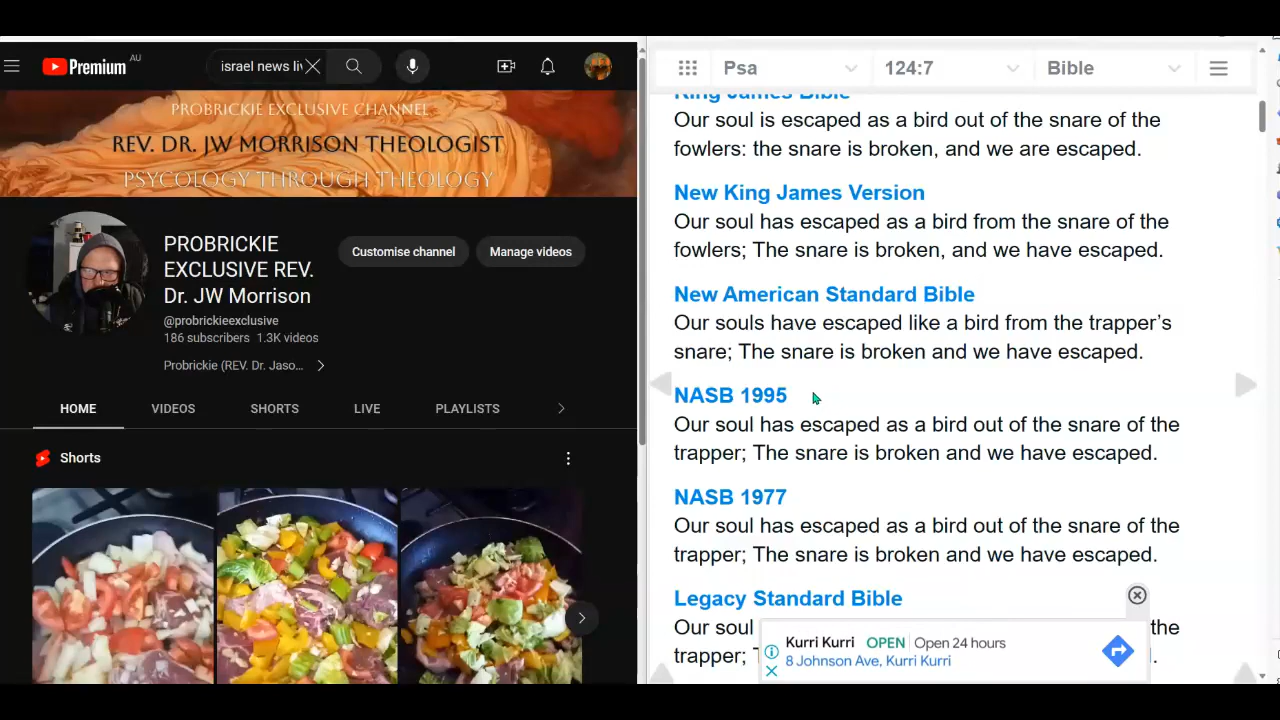 Premium AU
israel news liv
PROBRICKIE EXCLUSIVE CHANNEL
REV. DR. JW MORRISON THEOLOGIST
PSYCOLOGY THROUGH THEOLOGY
PROBRICKIE
EXCLUSIVE REV.
Dr. JW Morrison
@probrickieexclusive
186 subscribers 1.3K videos
Probrickie (REV. Dr. Jaso...
Customise channel
Manage videos
HOME VIDEOS SHORTS LIVE PLAYLISTS
Shorts
Psa 124:7 Bible
King James Bible
Our soul is escaped as a bird out of the snare of the
fowlers: the snare is broken, and we are escaped.
New King James Version
Our soul has escaped as a bird from the snare of the
fowlers; The snare is broken, and we have escaped.
New American Standard Bible
Our souls have escaped like a bird from the trapper’s
snare; The snare is broken and we have escaped.
NASB 1995
Our soul has escaped as a bird out of the snare of the
trapper; The snare is broken and we have escaped.
NASB 1977
Our soul has escaped as a bird out of the snare of the
trapper; The snare is broken and we have escaped.
Legacy Standard Bible
Our soul the
trapper;
Kurri Kurri OPEN Open 24 hours
8 Johnson Ave, Kurri Kurri